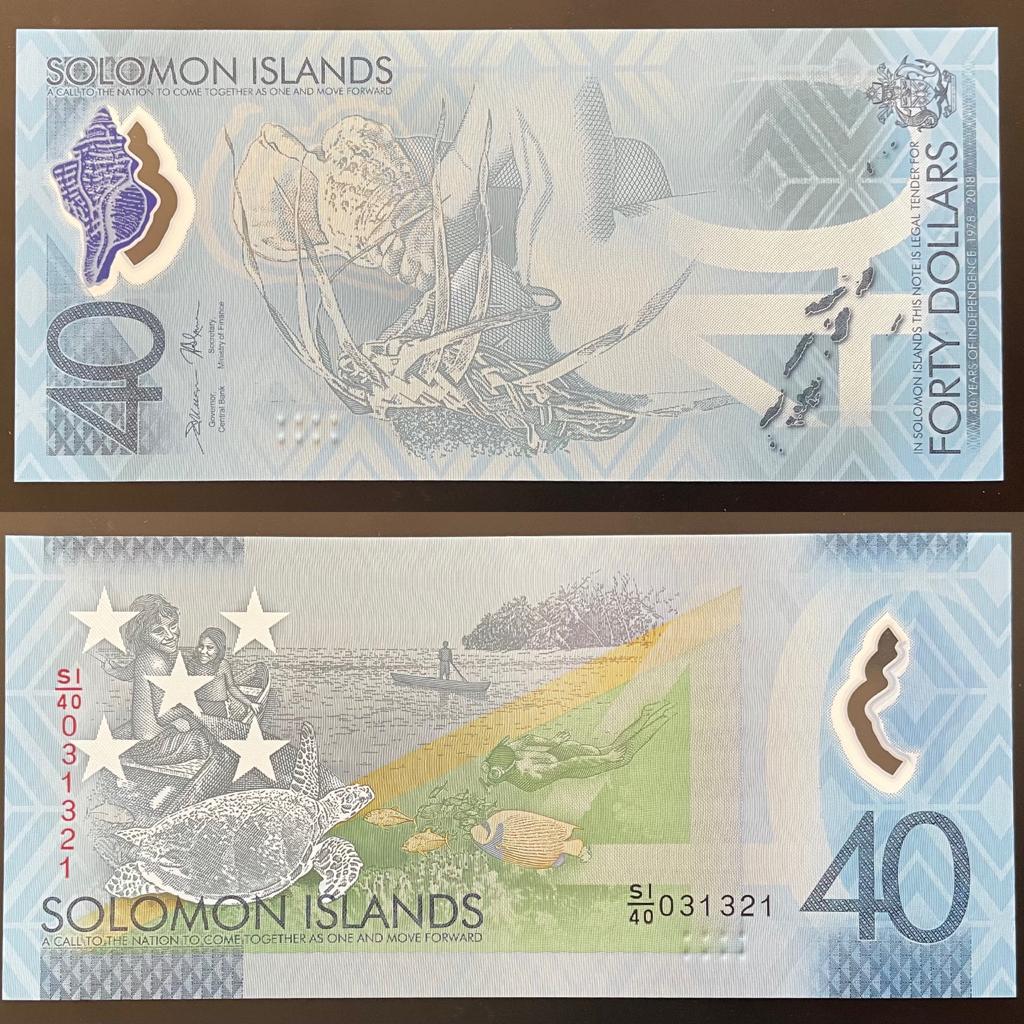 SOLOMON ISLANDS
A CALL TO THE NATION TO COME TOGETHER AS ONE AND MOVE FORWARD
40
Governor,
Central Bank
Secretary,
Ministry of Finance
40
IN SOLOMON ISLANDS THIS NOTE IS LEGAL TENDER FOR
FORTY DOLLARS
40 YEARS OF INDEPENDENCE 1978 - 2018
SI/40 031321
SOLOMON ISLANDS
A CALL TO THE NATION TO COME TOGETHER AS ONE AND MOVE FORWARD
SI/40 031321
40